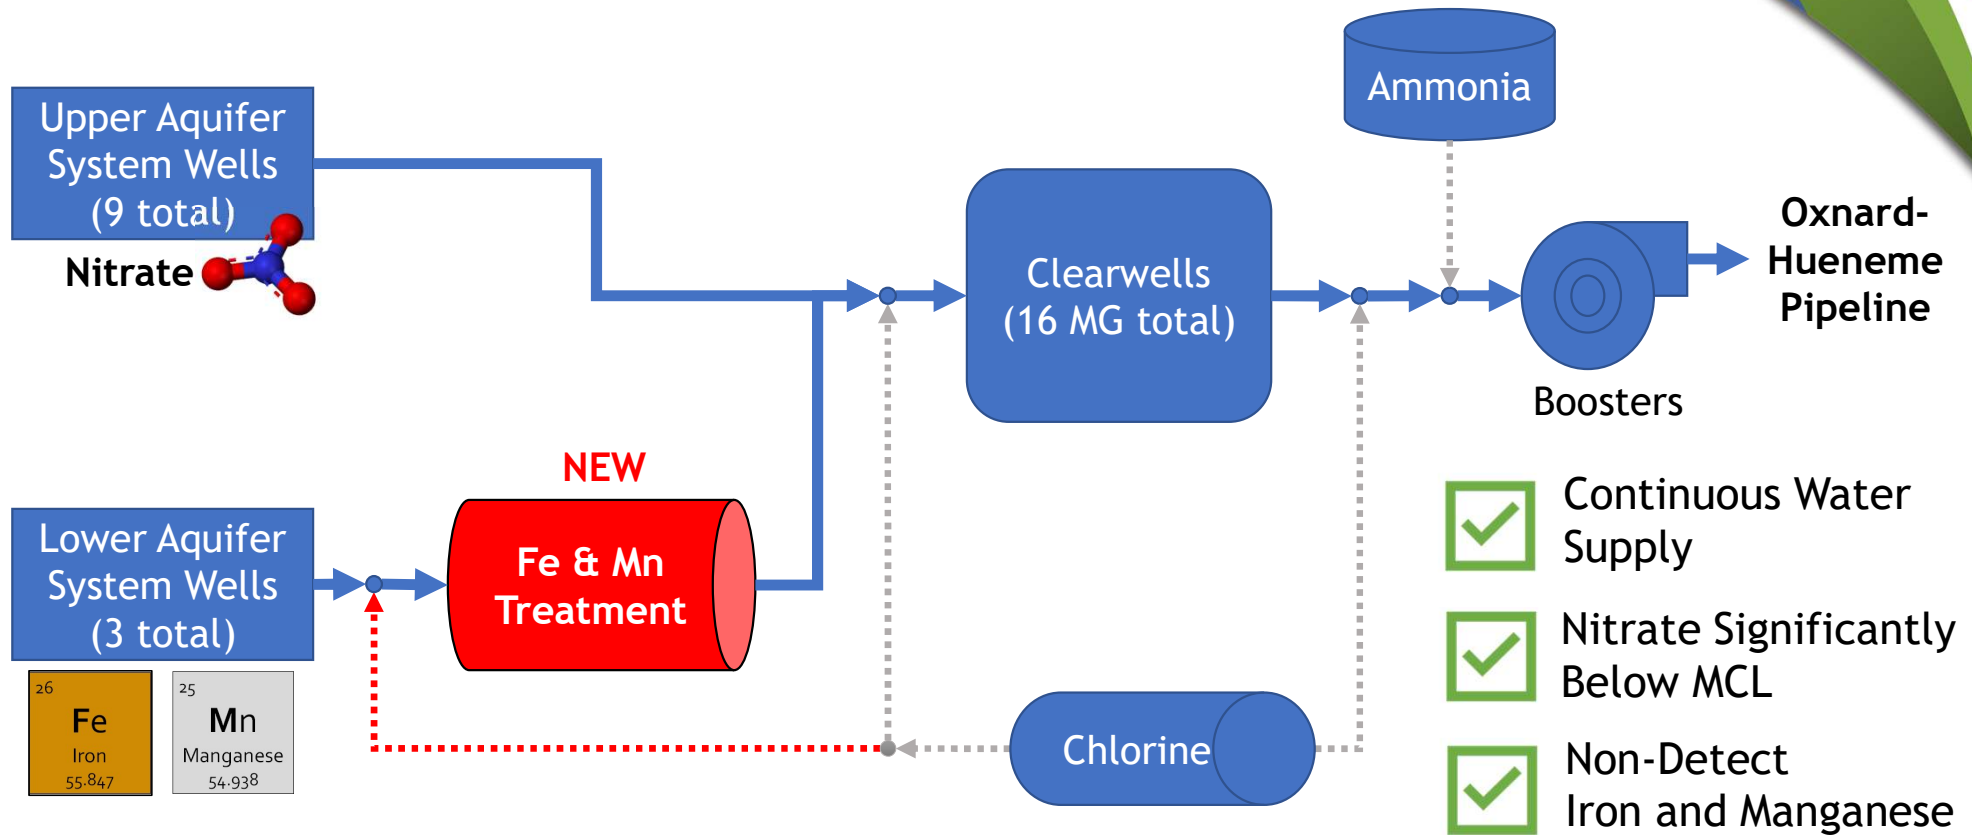 Upper Aquifer
System Wells
(9 total)
Nitrate
Ammonia
Clearwells
(16 MG total)
Oxnard-
Hueneme
Pipeline
Boosters
NEW
Lower Aquifer
System Wells
(3 total)
Fe & Mn
Treatment
26
Fe
Iron
55.847
25
Mn
Manganese
54.938
Chlorine
Continuous Water
Supply
Nitrate Significantly
Below MCL
Non-Detect
Iron and Manganese